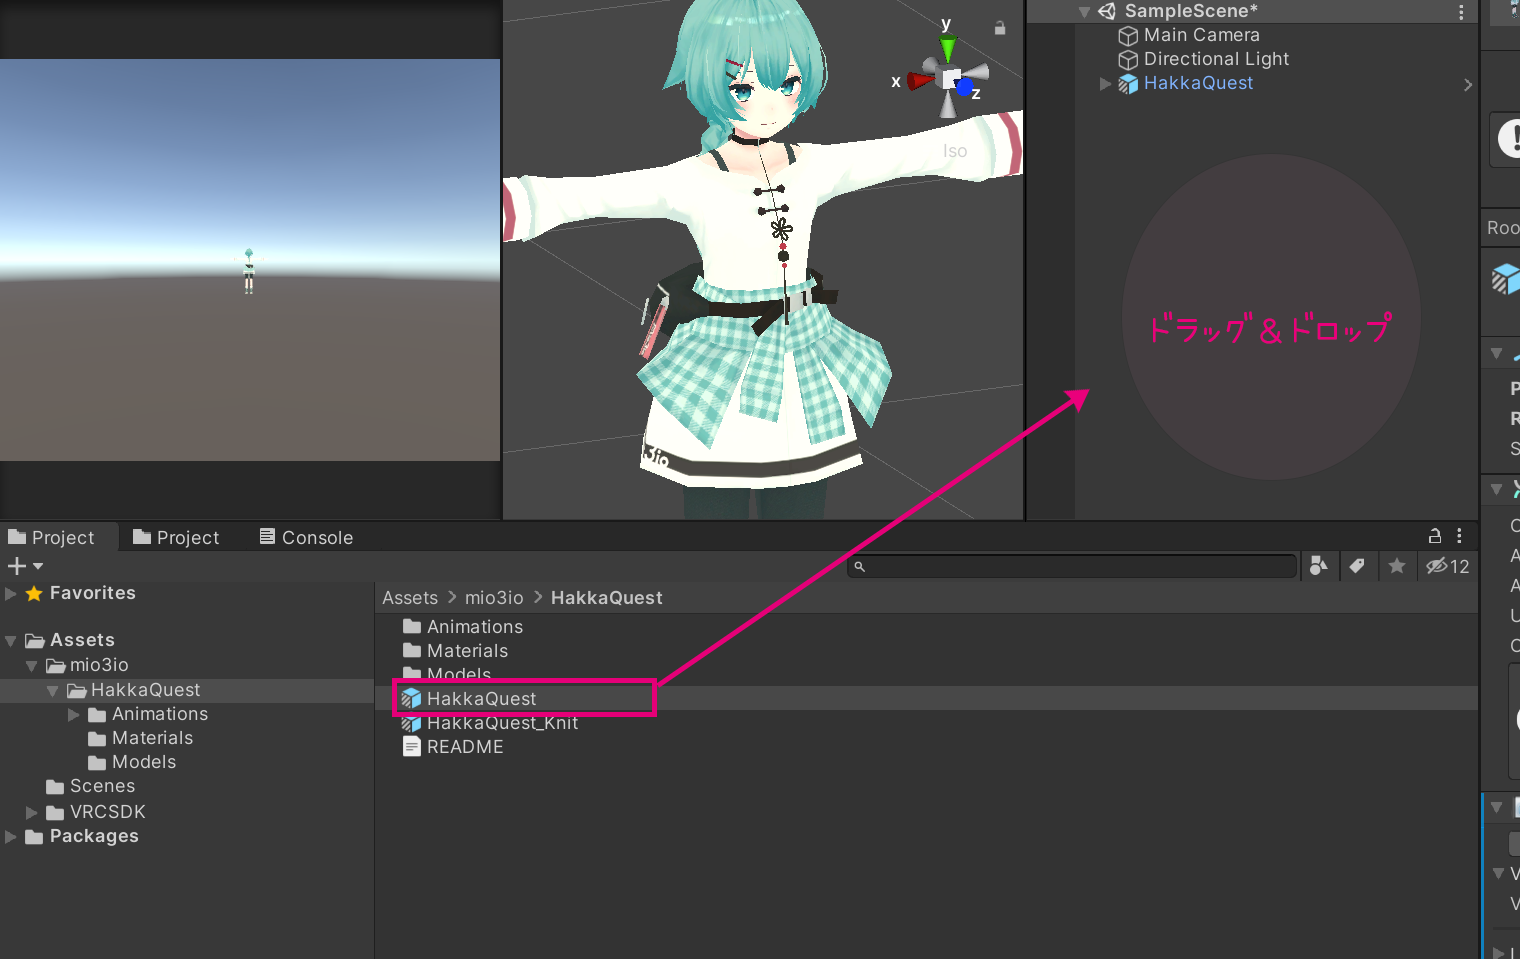 SampleScene*
Main Camera
Directional Light
HakkaQuest
y
x
z
Iso
ドラッグ＆ドロップ
3io
Roo
Project
Project
Console
12
Favorites
Assets
mio3io
HakkaQuest
Animations
Materials
Models
Scenes
VRCSDK
Packages
Assets > mio3io > HakkaQuest
Animations
Materials
Models
HakkaQuest
HakkaQuest_Knit
README